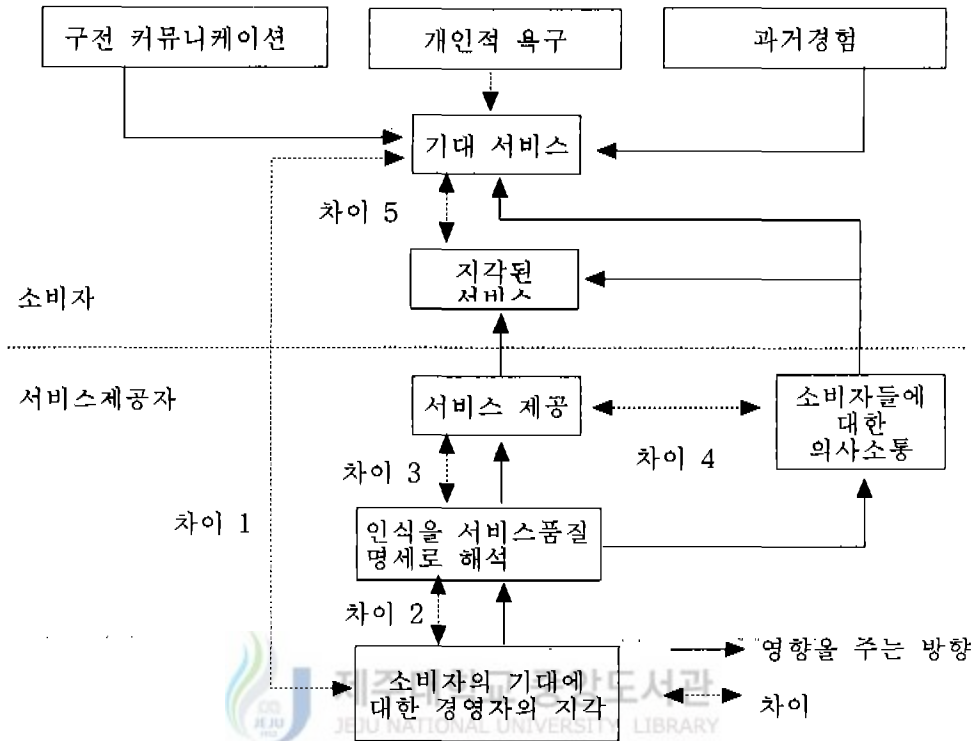 구전 커뮤니케이션
개인적 욕구
과거경험
기대 서비스
차이 5
지각된
서비스
소비자
서비스제공자
서비스 제공
소비자들에
대한
의사소통
차이 4
차이 3
차이 1
인식을 서비스품질
명세로 해석
차이 2
영향을 주는 방향
소비자의 기대에
대한 경영자의 지각
차이
제주대학교 중앙도서관
JEJU NATIONAL UNIVERSITY LIBRARY
JEJU
1952